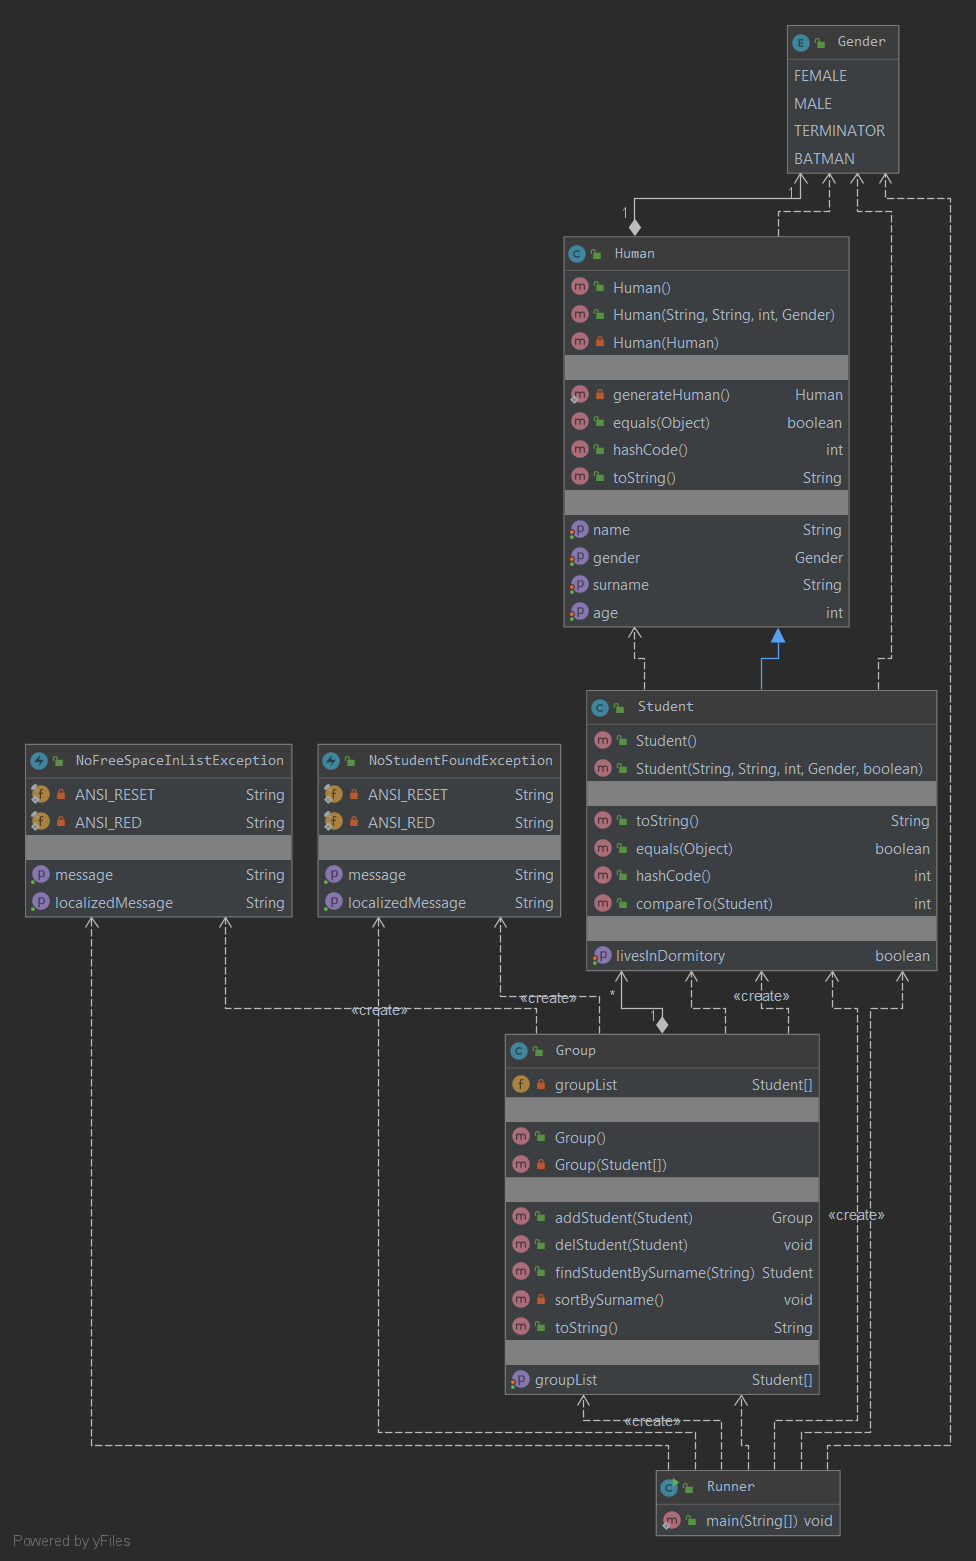 Gender
FEMALE
MALE
TERMINATOR
BATMAN
1
1
Human
Human()
Human(String, String, int, Gender)
Human(Human)
generateHuman() Human
equals(Object) boolean
hashCode() int
toString() String
name String
gender Gender
surname String
age int
Student
Student()
Student(String, String, int, Gender, boolean)
toString() String
equals(Object) boolean
hashCode() int
compareTo(Student) int
livesInDormitory boolean
NoFreeSpaceInListException
ANSI_RESET String
ANSI_RED String
message String
localizedMessage String
NoStudentFoundException
ANSI_RESET String
ANSI_RED String
message String
localizedMessage String
*
1
«create»
«create»
«create»
Group
groupList Student[]
Group()
Group(Student[])
addStudent(Student) Group
delStudent(Student) void
findStudentBySurname(String) Student
sortBySurname() void
toString() String
groupList Student[]
«create»
«create»
Runner
main(String[]) void
Powered by yFiles